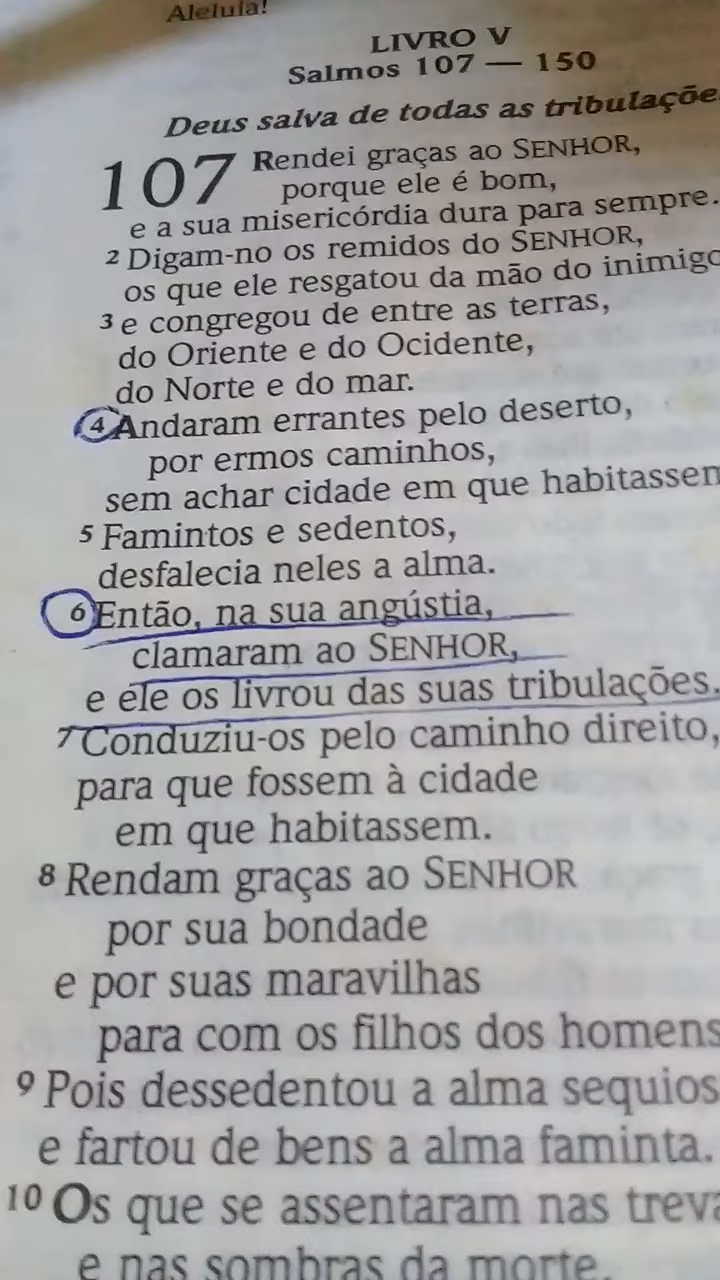 Aleluia!
LIVRO V
Salmos 107 — 150
Deus salva de todas as tribulaçõe
107 Rendei graças ao SENHOR,
porque ele é bom,
e a sua misericórdia dura para sempre.
2 Digam-no os remidos do SENHOR,
os que ele resgatou da mão do inimigo
3 e congregou de entre as terras,
do Oriente e do Ocidente,
do Norte e do mar.
4 Andaram errantes pelo deserto,
por ermos caminhos,
sem achar cidade em que habitassem
5 Famintos e sedentos,
desfalecia neles a alma.
6 Então, na sua angústia,
clamaram ao SENHOR,
e ele os livrou das suas tribulações.
7 Conduziu-os pelo caminho direito,
para que fossem à cidade
em que habitassem.
8 Rendam graças ao SENHOR
por sua bondade
e por suas maravilhas
para com os filhos dos homens
9 Pois dessedentou a alma sequios
e fartou de bens a alma faminta.
10 Os que se assentaram nas treva
e nas sombras da morte,